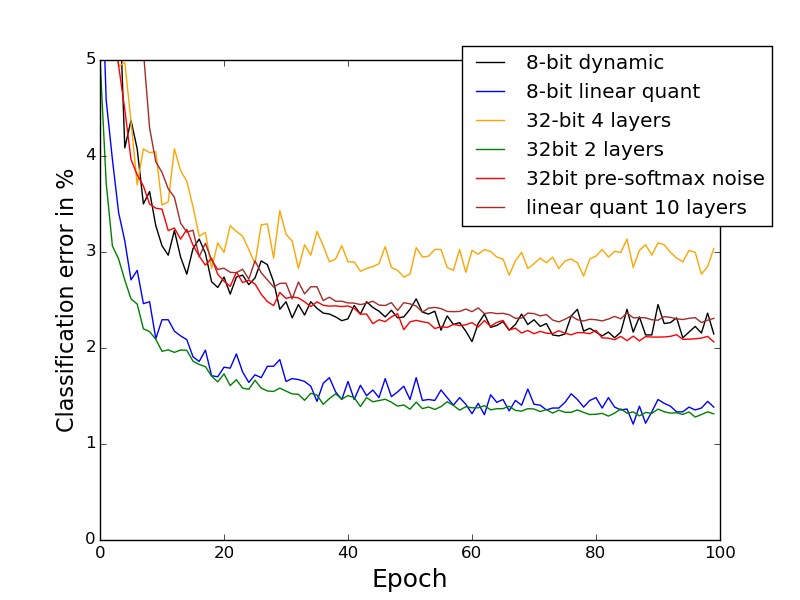 5
4
3
2
1
0
0 20 40 60 80 100
Classification error in %
Epoch
8-bit dynamic
8-bit linear quant
32-bit 4 layers
32bit 2 layers
32bit pre-softmax noise
linear quant 10 layers